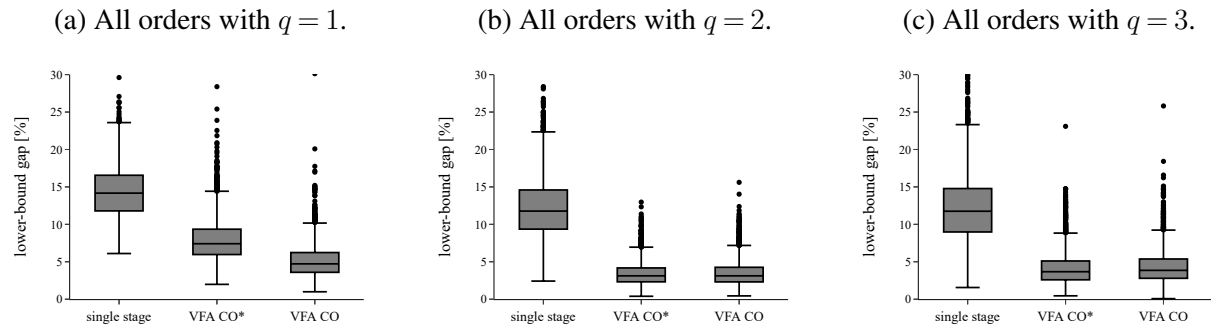 (a) All orders with q = 1.
(b) All orders with q = 2.
(c) All orders with q = 3.
lower-bound gap [%]
30
25
20
15
10
5
0
single stage
VFA CO*
VFA CO
lower-bound gap [%]
30
25
20
15
10
5
0
single stage
VFA CO*
VFA CO
lower-bound gap [%]
30
25
20
15
10
5
0
single stage
VFA CO*
VFA CO